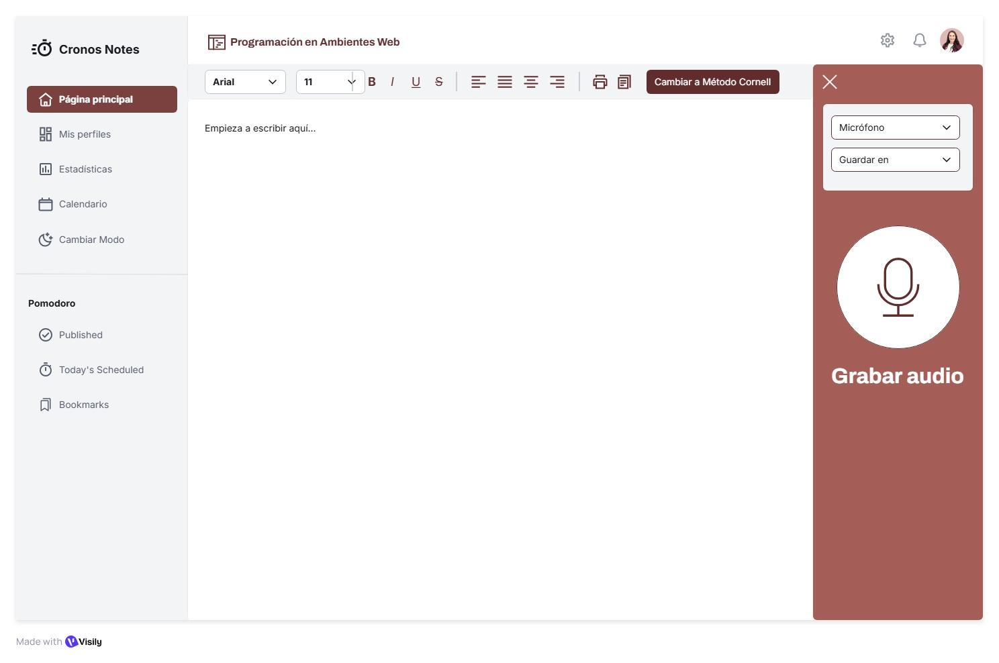 Cronos Notes
Programación en Ambientes Web
Página principal
Mis perfiles
Estadísticas
Calendario
Cambiar Modo
Pomodoro
Published
Today's Scheduled
Bookmarks
Arial
11
B I U S
Cambiar a Método Cornell
Empieza a escribir aquí...
Micrófono
Guardar en
Grabar audio
Made with Visily